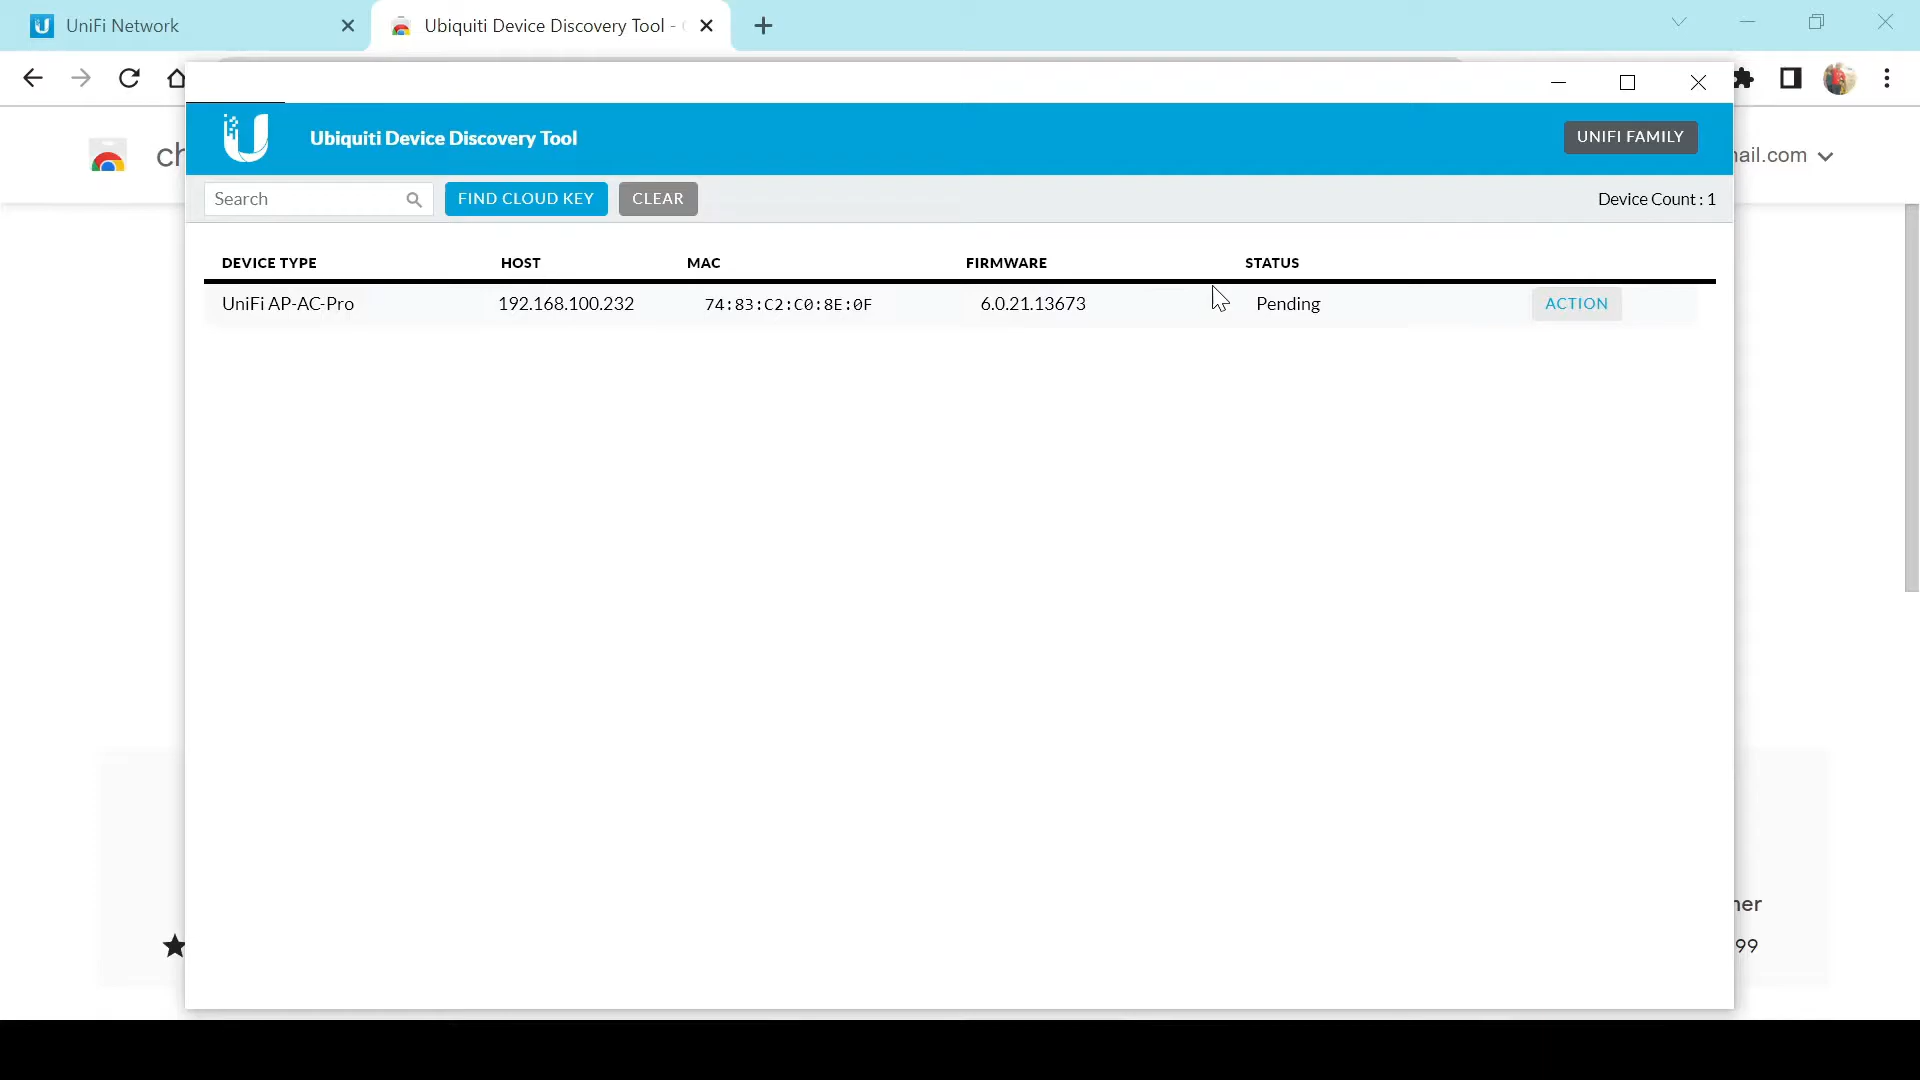 UniFi Network
Ubiquiti Device Discovery Tool -
Ubiquiti Device Discovery Tool
UNIFI FAMILY
ch
ail.com
Search
FIND CLOUD KEY
CLEAR
Device Count : 1
DEVICE TYPE HOST MAC FIRMWARE STATUS
UniFi AP-AC-Pro 192.168.100.232 74:83:C2:C0:8E:0F 6.0.21.13673 Pending ACTION
ner
99